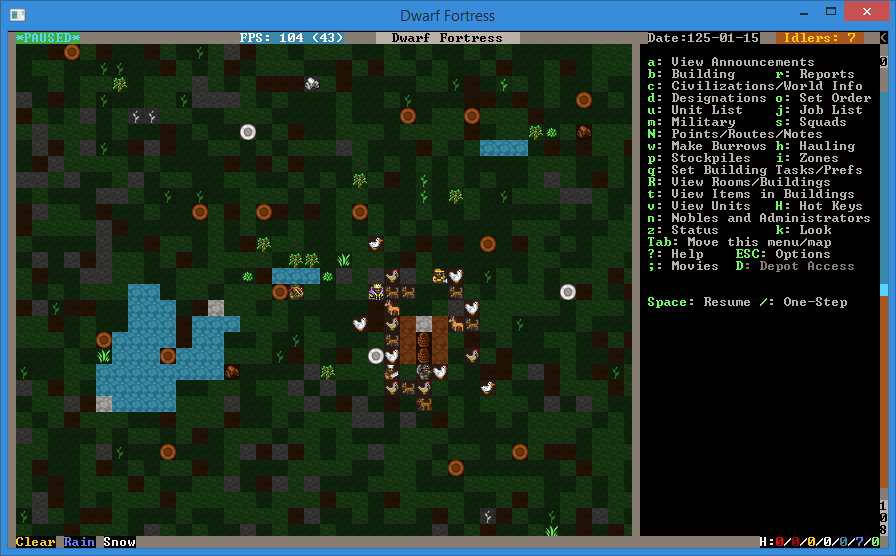 Dwarf Fortress
*PAUSED* FPS: 104 (43) Dwarf Fortress Date:125-01-15 Idlers: 7 <
a: View Announcements
b: Building r: Reports
c: Civilizations/World Info
d: Designations o: Set Order
u: Unit List j: Job List
m: Military s: Squads
N: Points/Routes/Notes
w: Make Burrows h: Hauling
p: Stockpiles i: Zones
q: Set Building Tasks/Prefs
R: View Rooms/Buildings
t: View Items in Buildings
v: View Units H: Hot Keys
n: Nobles and Administrators
z: Status k: Look
Tab: Move this menu/map
?: Help ESC: Options
;: Movies D: Depot Access
Space: Resume /: One-Step
Clear Rain Snow H:0/0/0/0/0/7/0